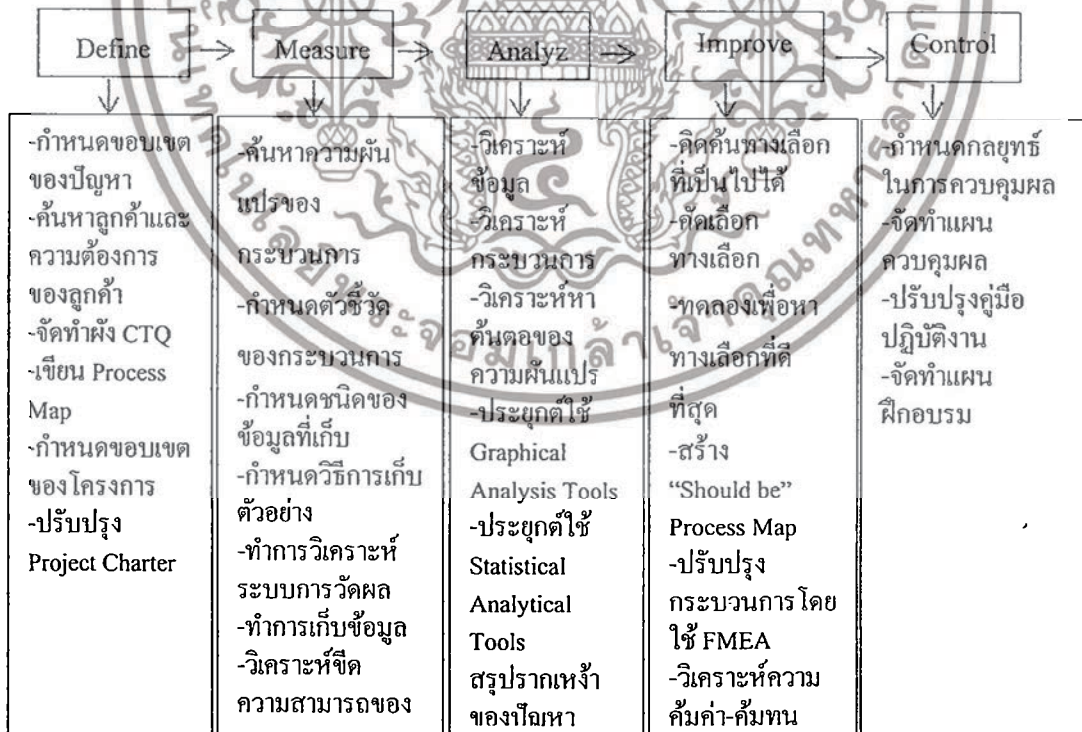 Define
Measure
Analyz
Improve
Control
-กำหนดขอบเขต
ของปัญหา
-ค้นหาลูกค้าและ
ความต้องการ
ของลูกค้า
-จัดทำผัง CTQ
-เขียน Process
Map
-กำหนดขอบเขต
ของโครงการ
-ปรับปรุง
Project Charter
-ค้นหาความผัน
แปรของ
กระบวนการ
-กำหนดตัวชี้วัด
ของกระบวนการ
-กำหนดชนิดของ
ข้อมูลที่เก็บ
-กำหนดวิธีการเก็บ
ตัวอย่าง
-ทำการวิเคราะห์
ระบบการวัดผล
-ทำการเก็บข้อมูล
-วิเคราะห์ขีด
ความสามารถของ
-วิเคราะห์
ข้อมูล
-วิเคราะห์
กระบวนการ
-วิเคราะห์หา
ต้นตอของ
ความผันแปร
-ประยุกต์ใช้
Graphical
Analysis Tools
-ประยุกต์ใช้
Statistical
Analytical
Tools
สรุปรากเหง้า
ของปัญหา
-คิดค้นทางเลือก
ที่เป็นไปได้
-คัดเลือก
ทางเลือก
-ทดลองเพื่อหา
ทางเลือกที่ดี
ที่สุด
-สร้าง
“Should be”
Process Map
-ปรับปรุง
กระบวนการโดย
ใช้ FMEA
-วิเคราะห์ความ
คุ้มค่า-คุ้มทุน
-กำหนดกลยุทธ์
ในการควบคุมผล
-จัดทำแผน
ควบคุมผล
-ปรับปรุงคู่มือ
ปฏิบัติงาน
-จัดทำแผน
ฝึกอบรม